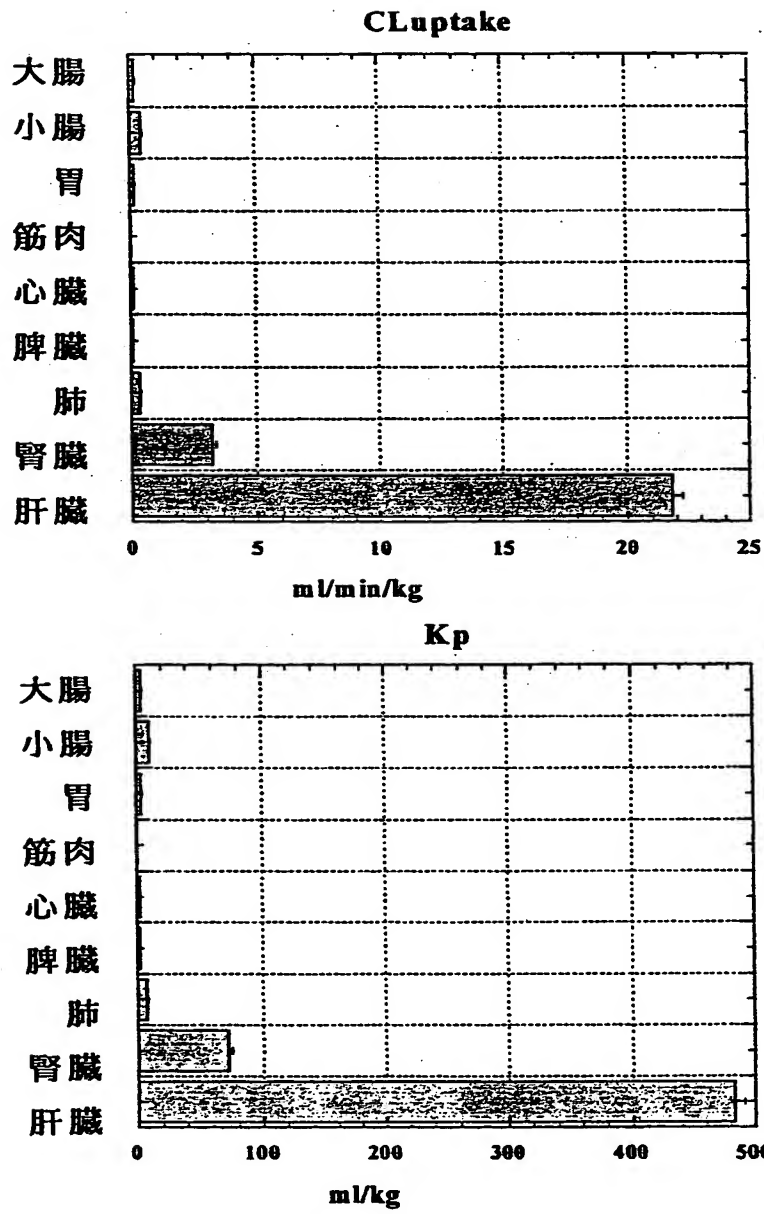 CLuptake
大腸
小腸
胃
筋肉
心臓
脾臓
肺
腎臓
肝臓
0 5 10 15 20 25
ml/min/kg
Kp
大腸
小腸
胃
筋肉
心臓
脾臓
肺
腎臓
肝臓
0 100 200 300 400 500
ml/kg